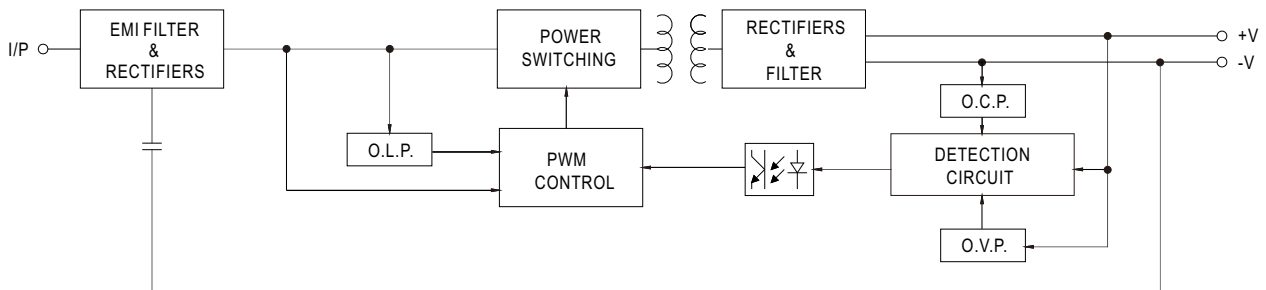 I/P
EMI FILTER
&
RECTIFIERS
POWER
SWITCHING
RECTIFIERS
&
FILTER
+V
-V
O.C.P.
O.L.P.
PWM
CONTROL
DETECTION
CIRCUIT
O.V.P.